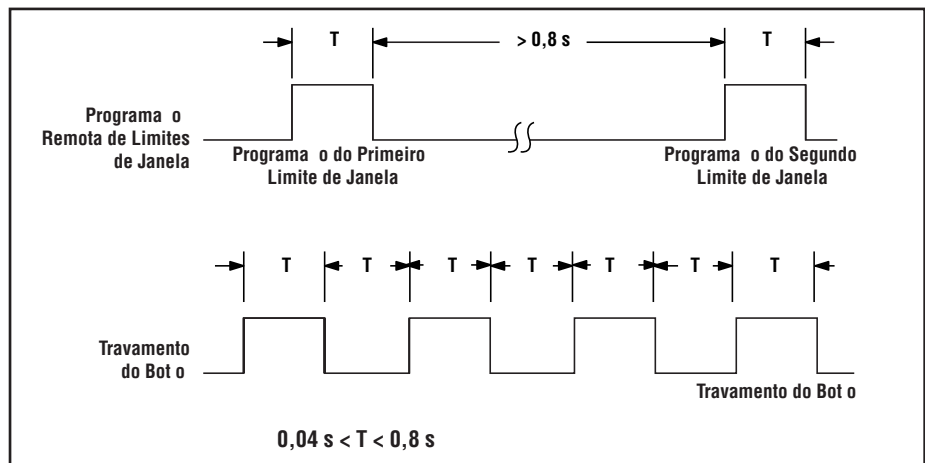 T > 0,8 s T
Programa o
Remota de Limites
de Janela
Programa o do Primeiro
Limite de Janela
Programa o do Segundo
Limite de Janela
T T T T T T T
Travamento
do Bot o
Travamento do Bot o
0,04 s < T < 0,8 s